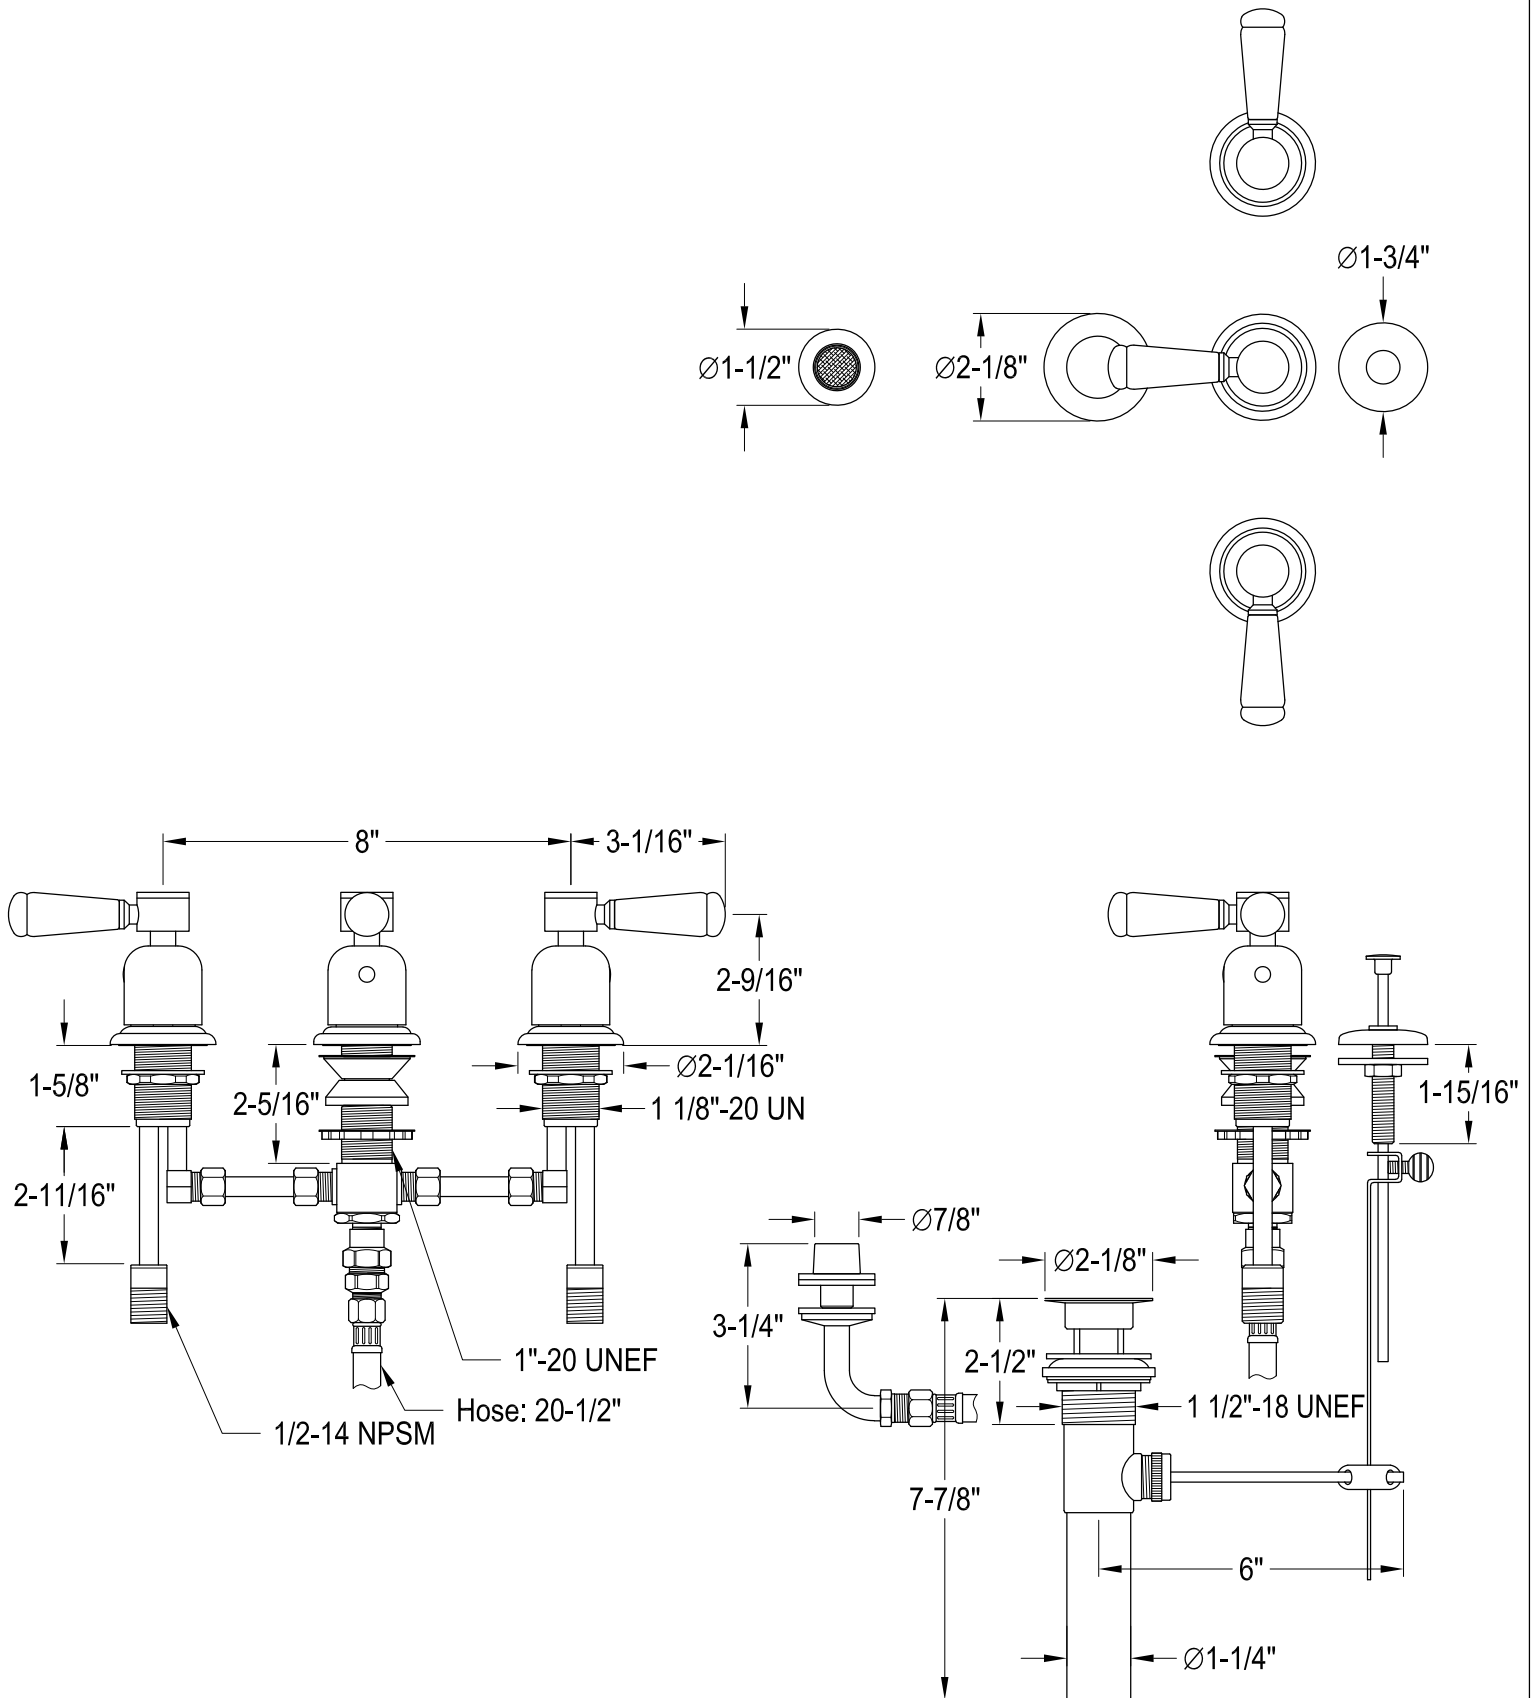 Ø1-3/4"
Ø1-1/2"
Ø2-1/8"
8"
3-1/16"
2-9/16"
1-5/8"
2-5/16"
Ø2-1/16"
1 1/8"-20 UN
1-15/16"
2-11/16"
Ø7/8"
Ø2-1/8"
3-1/4"
2-1/2"
1"-20 UNEF
Hose: 20-1/2"
1 1/2"-18 UNEF
1/2-14 NPSM
7-7/8"
6"
Ø1-1/4"